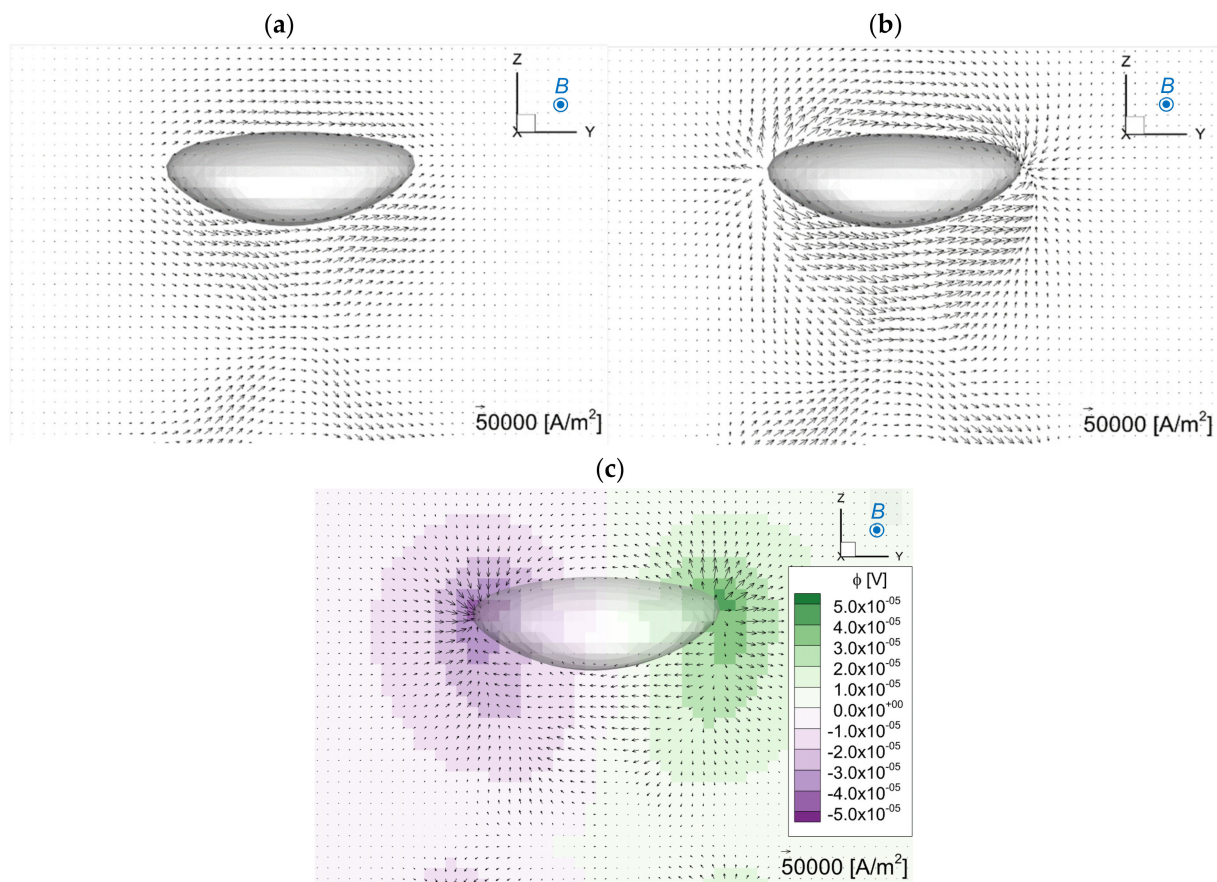 (a)
Z
B
X
Y
50000 [A/m²]
(b)
Z
B
X
Y
50000 [A/m²]
(c)
Z
B
X
Y
ϕ [V]
5.0x10⁻⁰⁵
4.0x10⁻⁰⁵
3.0x10⁻⁰⁵
2.0x10⁻⁰⁵
1.0x10⁻⁰⁵
0.0x10⁺⁰⁰
-1.0x10⁻⁰⁵
-2.0x10⁻⁰⁵
-3.0x10⁻⁰⁵
-4.0x10⁻⁰⁵
-5.0x10⁻⁰⁵
50000 [A/m²]